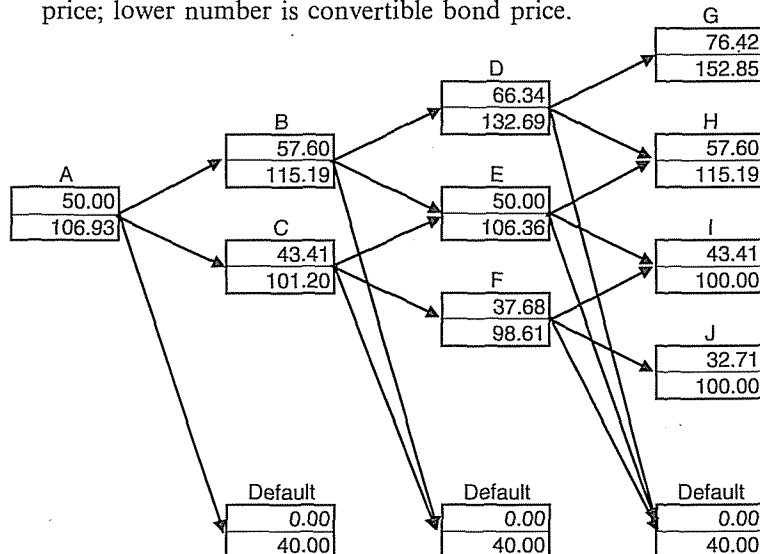 price; lower number is convertible bond price.
G
76.42
152.85
D
66.34
132.69
B
57.60
115.19
H
57.60
115.19
A
50.00
106.93
E
50.00
106.36
C
43.41
101.20
I
43.41
100.00
F
37.68
98.61
J
32.71
100.00
Default
0.00
40.00
Default
0.00
40.00
Default
0.00
40.00